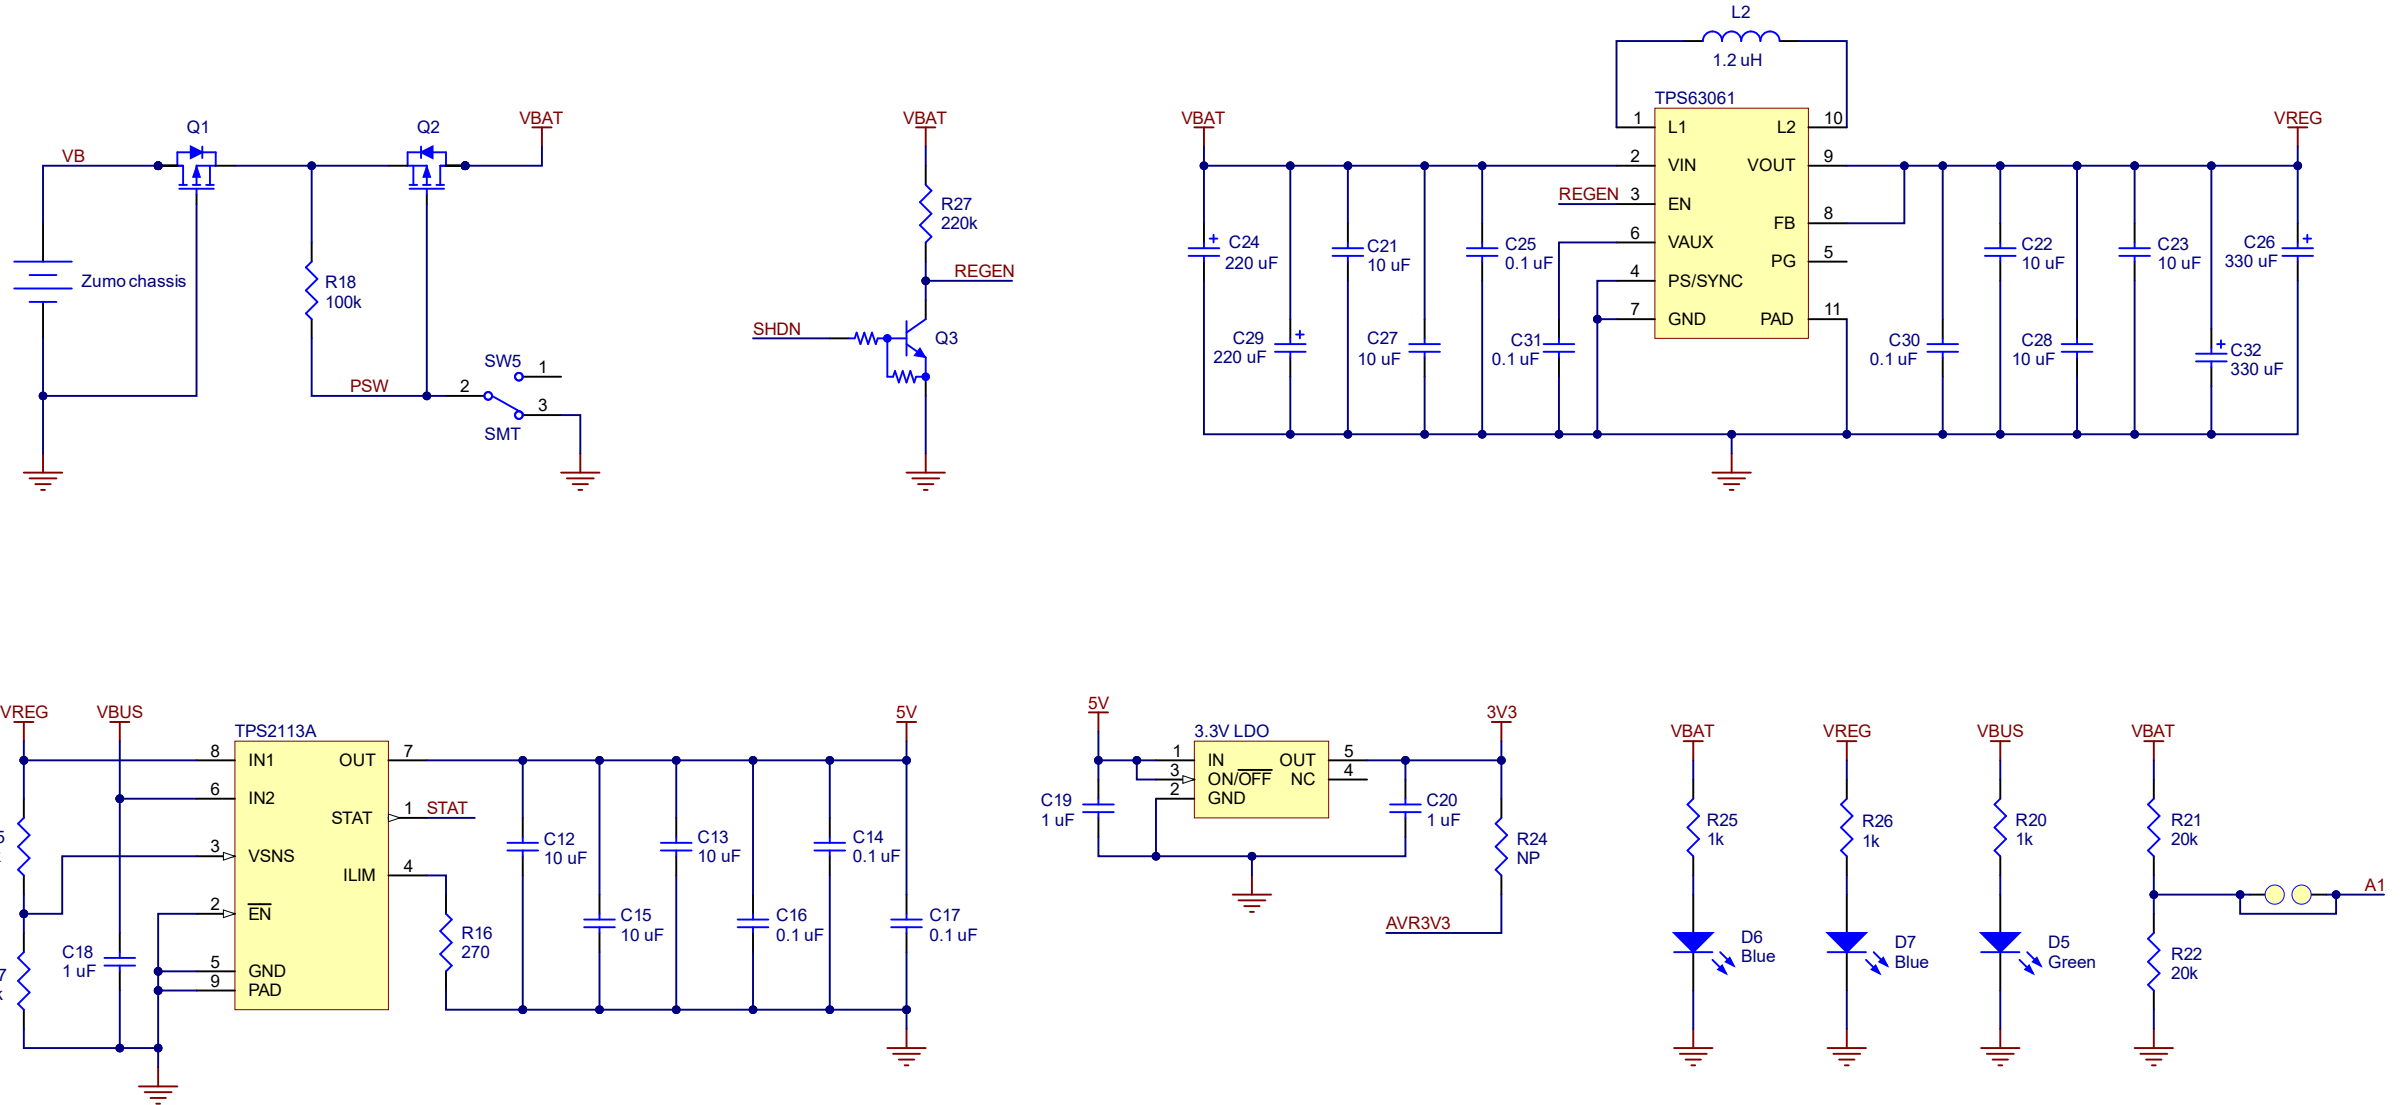 Q1
Q2
VBAT
VB
Zumo chassis
R18
100k
PSW
SW5
1
2
3
SMT
VBAT
R27
220k
REGEN
SHDN
Q3
L2
1.2 uH
TPS63061
VBAT
VREG
1
L1
L2
10
2
VIN
VOUT
9
REGEN
3
EN
FB
8
6
VAUX
PG
5
4
PS/SYNC
7
GND
PAD
11
C24
220 uF
C29
220 uF
C21
10 uF
C27
10 uF
C25
0.1 uF
C31
0.1 uF
C30
0.1 uF
C22
10 uF
C28
10 uF
C23
10 uF
C32
330 uF
C26
330 uF
VREG
VBUS
TPS2113A
8
IN1
OUT
7
6
IN2
STAT
1
STAT
3
VSNS
ILIM
4
2
EN
5
GND
9
PAD
5
7
k
C18
1 uF
R16
270
C12
10 uF
C15
10 uF
C13
10 uF
C16
0.1 uF
C14
0.1 uF
C17
0.1 uF
5V
5V
3.3V LDO
1
IN
OUT
5
3
ON/OFF
NC
4
2
GND
C19
1 uF
C20
1 uF
3V3
R24
NP
AVR3V3
VBAT
R25
1k
D6
Blue
VREG
R26
1k
D7
Blue
VBUS
R20
1k
D5
Green
VBAT
R21
20k
A1
R22
20k